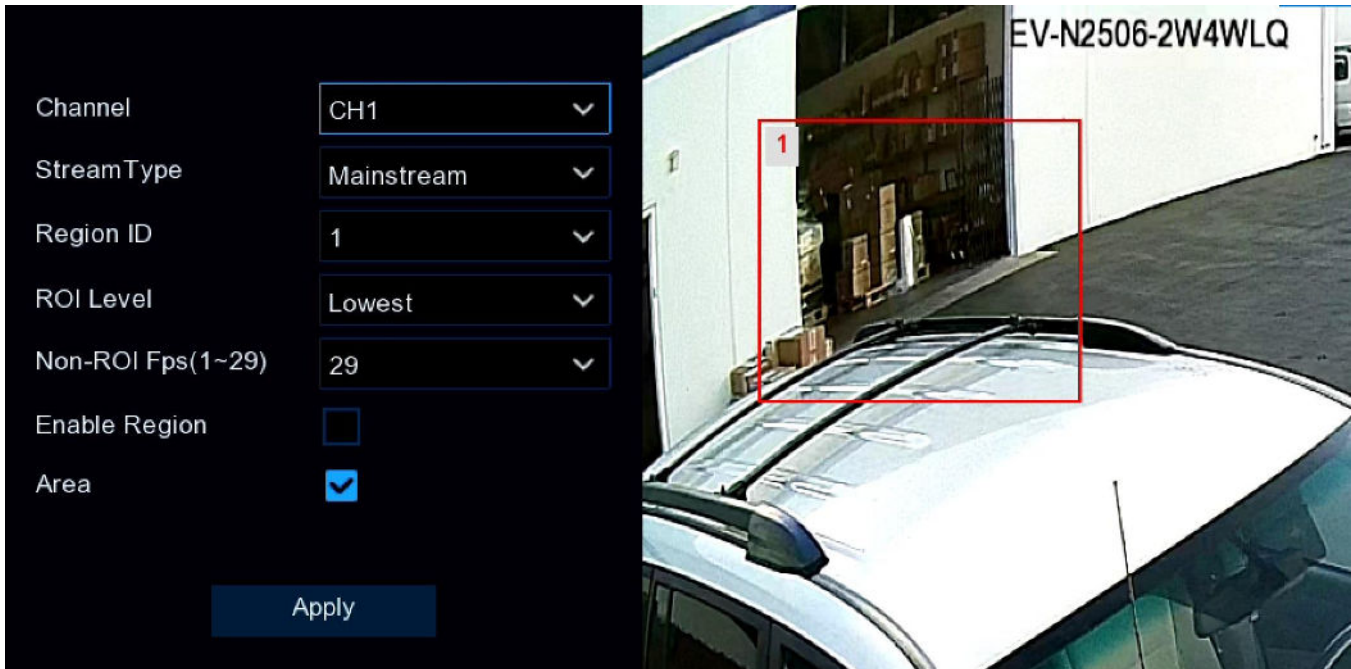 Channel CH1
StreamType Mainstream
Region ID 1
ROI Level Lowest
Non-ROI Fps(1~29) 29
Enable Region
Area
Apply
EV-N2506-2W4WLQ
1